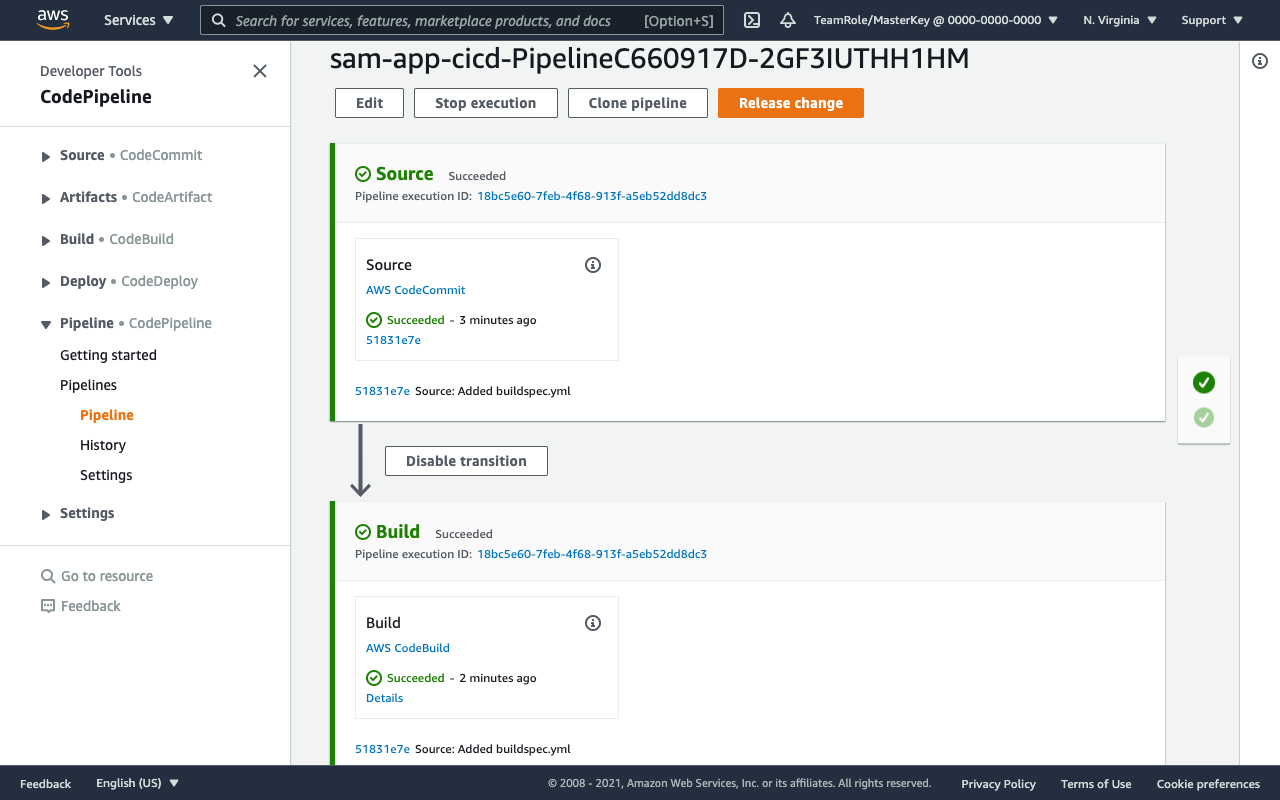 aws Services Search for services, features, marketplace products, and docs [Option+S] TeamRole/MasterKey @ 0000-0000-0000 N. Virginia Support
Developer Tools
CodePipeline
Source • CodeCommit
Artifacts • CodeArtifact
Build • CodeBuild
Deploy • CodeDeploy
Pipeline • CodePipeline
Getting started
Pipelines
Pipeline
History
Settings
Settings
Go to resource
Feedback
sam-app-cicd-PipelineC660917D-2GF3IUTHH1HM
Edit Stop execution Clone pipeline Release change
Source Succeeded
Pipeline execution ID: 18bc5e60-7feb-4f68-913f-a5eb52dd8dc3
Source
AWS CodeCommit
Succeeded - 3 minutes ago
51831e7e
51831e7e Source: Added buildspec.yml
Disable transition
Build Succeeded
Pipeline execution ID: 18bc5e60-7feb-4f68-913f-a5eb52dd8dc3
Build
AWS CodeBuild
Succeeded - 2 minutes ago
Details
51831e7e Source: Added buildspec.yml
Feedback English (US) © 2008 - 2021, Amazon Web Services, Inc. or its affiliates. All rights reserved. Privacy Policy Terms of Use Cookie preferences